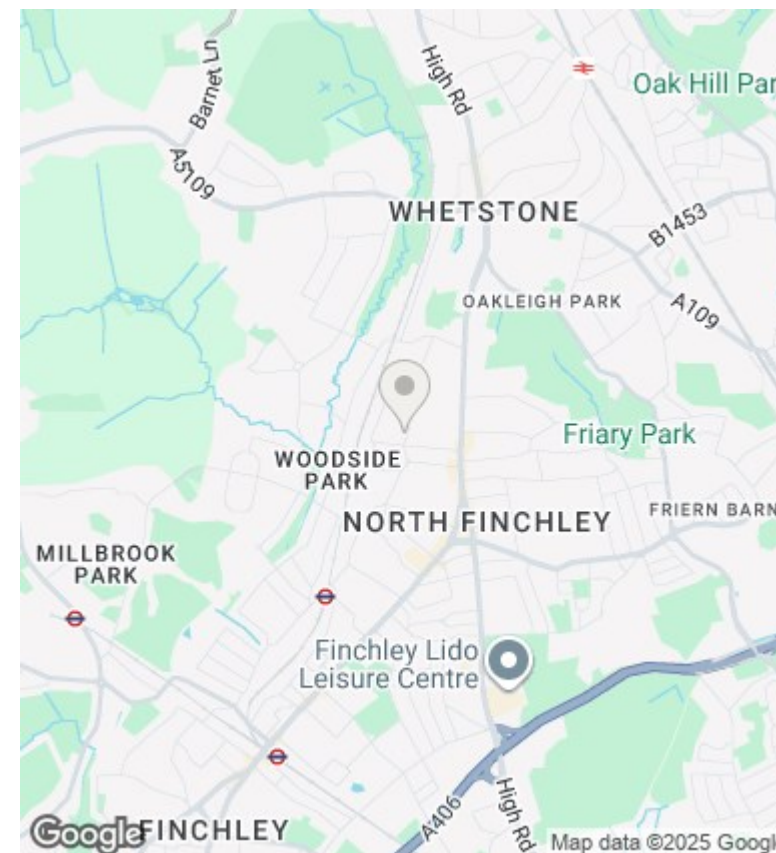 High Rd
Oak Hill Par
Barnet Ln
A5109
WHETSTONE
B1453
OAKLEIGH PARK
A109
Friary Park
WOODSIDE
PARK
NORTH FINCHLEY
FRIERN BARN
MILLBROOK
PARK
Finchley Lido
Leisure Centre
A406
High Rd
Google
FINCHLEY
Map data ©2025 Googl